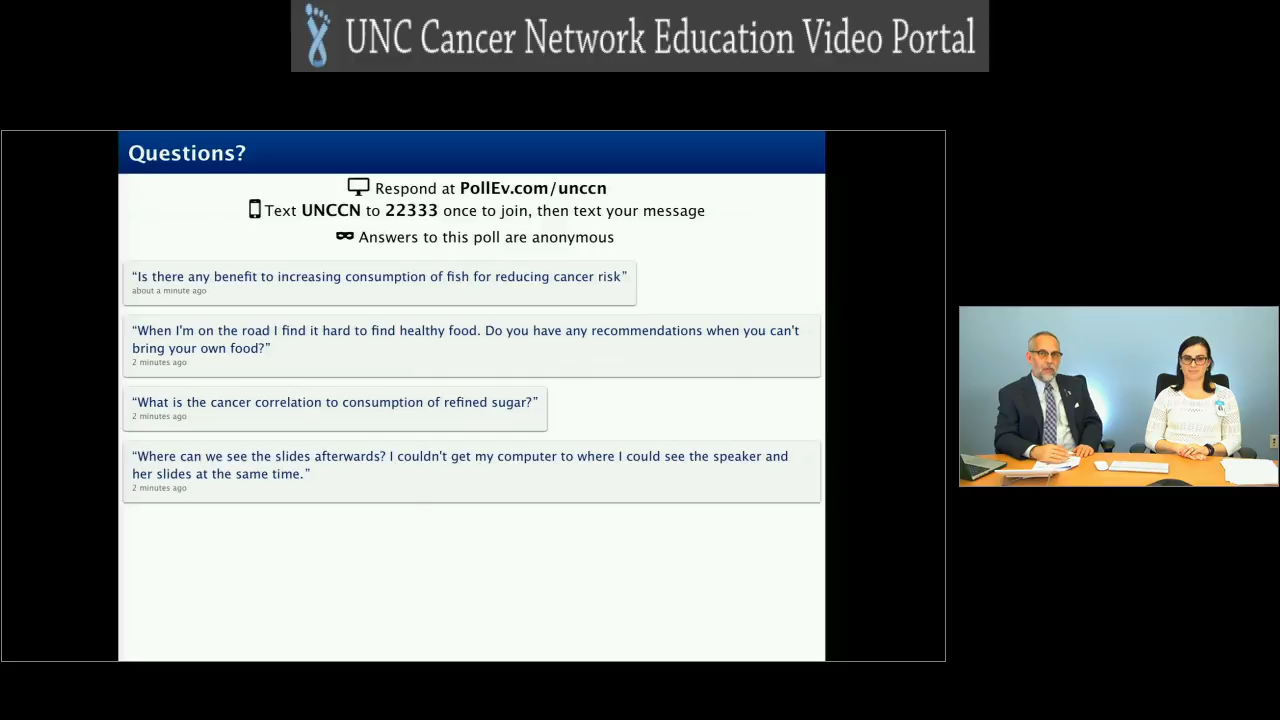 UNC Cancer Network Education Video Portal
Questions?
Respond at PollEv.com/unccn
Text UNCCN to 22333 once to join, then text your message
Answers to this poll are anonymous
“Is there any benefit to increasing consumption of fish for reducing cancer risk”
about a minute ago
“When I'm on the road I find it hard to find healthy food. Do you have any recommendations when you can't
bring your own food?”
2 minutes ago
“What is the cancer correlation to consumption of refined sugar?”
2 minutes ago
“Where can we see the slides afterwards? I couldn't get my computer to where I could see the speaker and
her slides at the same time.”
2 minutes ago